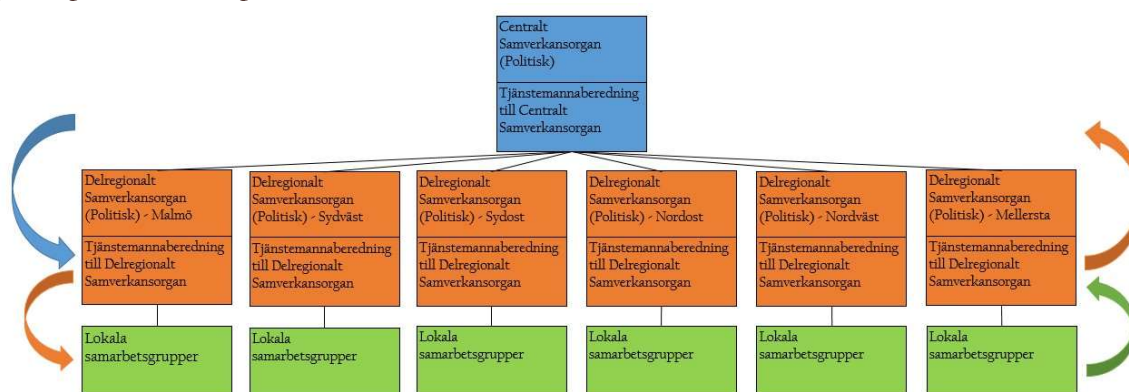 Centralt
Samverkansorgan
(Politisk)
Tjänstemannaberedning
till Centralt
Samverkansorgan
Delregionalt
Samverkansorgan
(Politisk) - Malmö
Tjänstemannaberedning
till Delregionalt
Samverkansorgan
Lokala
samarbetsgrupper
Delregionalt
Samverkansorgan
(Politisk) - Sydväst
Tjänstemannaberedning
till Delregionalt
Samverkansorgan
Lokala
samarbetsgrupper
Delregionalt
Samverkansorgan
(Politisk) - Sydost
Tjänstemannaberedning
till Delregionalt
Samverkansorgan
Lokala
samarbetsgrupper
Delregionalt
Samverkansorgan
(Politisk) - Nordost
Tjänstemannaberedning
till Delregionalt
Samverkansorgan
Lokala
samarbetsgrupper
Delregionalt
Samverkansorgan
(Politisk) - Nordväst
Tjänstemannaberedning
till Delregionalt
Samverkansorgan
Lokala
samarbetsgrupper
Delregionalt
Samverkansorgan
(Politisk) - Mellersta
Tjänstemannaberedning
till Delregionalt
Samverkansorgan
Lokala
samarbetsgrupper